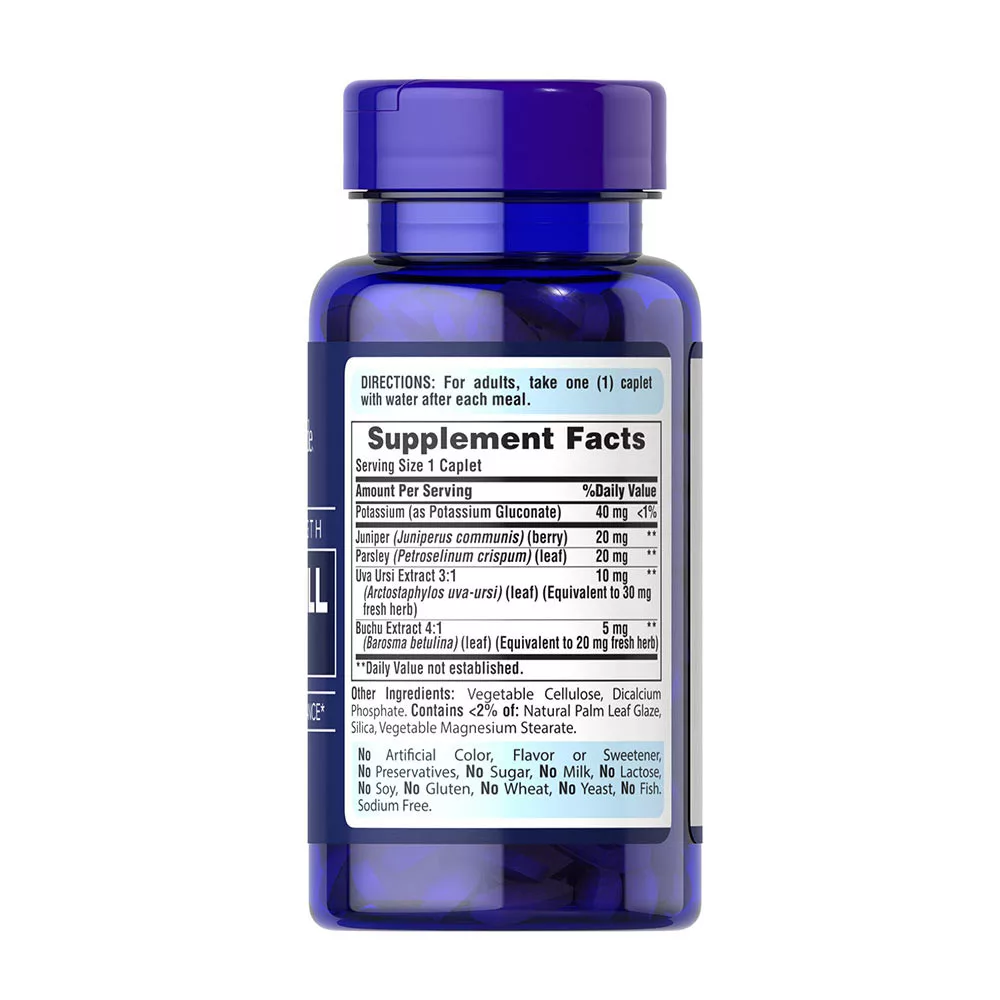 DIRECTIONS: For adults, take one (1) caplet
with water after each meal.
Supplement Facts
Serving Size 1 Caplet
Amount Per Serving %Daily Value
Potassium (as Potassium Gluconate) 40 mg <1%
Juniper (Juniperus communis) (berry) 20 mg **
Parsley (Petroselinum crispum) (leaf) 20 mg **
Uva Ursi Extract 3:1 10 mg **
(Arctostaphylos uva-ursi) (leaf) (Equivalent to 30 mg
fresh herb)
Buchu Extract 4:1 5 mg **
(Barosma betulina) (leaf) (Equivalent to 20 mg fresh herb)
**Daily Value not established.
Other Ingredients: Vegetable Cellulose, Dicalcium
Phosphate. Contains <2% of: Natural Palm Leaf Glaze,
Silica, Vegetable Magnesium Stearate.
No Artificial Color, Flavor or Sweetener,
No Preservatives, No Sugar, No Milk, No Lactose,
No Soy, No Gluten, No Wheat, No Yeast, No Fish.
Sodium Free.